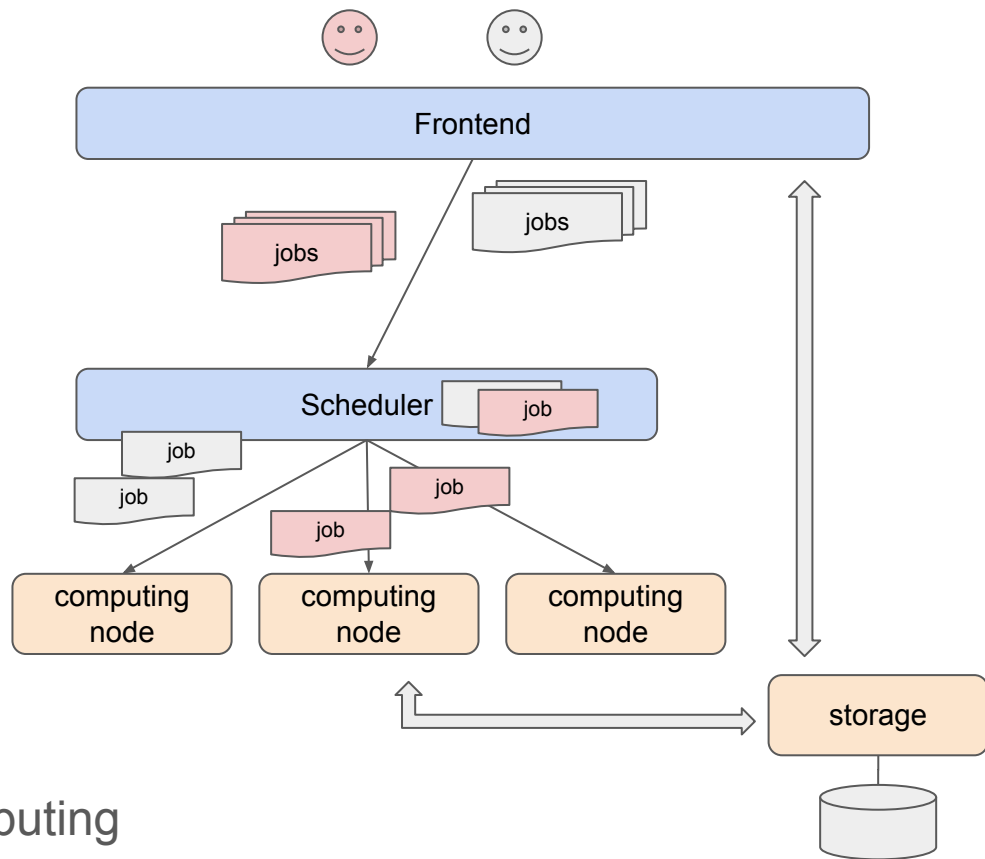 Frontend
jobs
jobs
Scheduler
job
job
job
job
job
computing
node
computing
node
computing
node
storage
puting